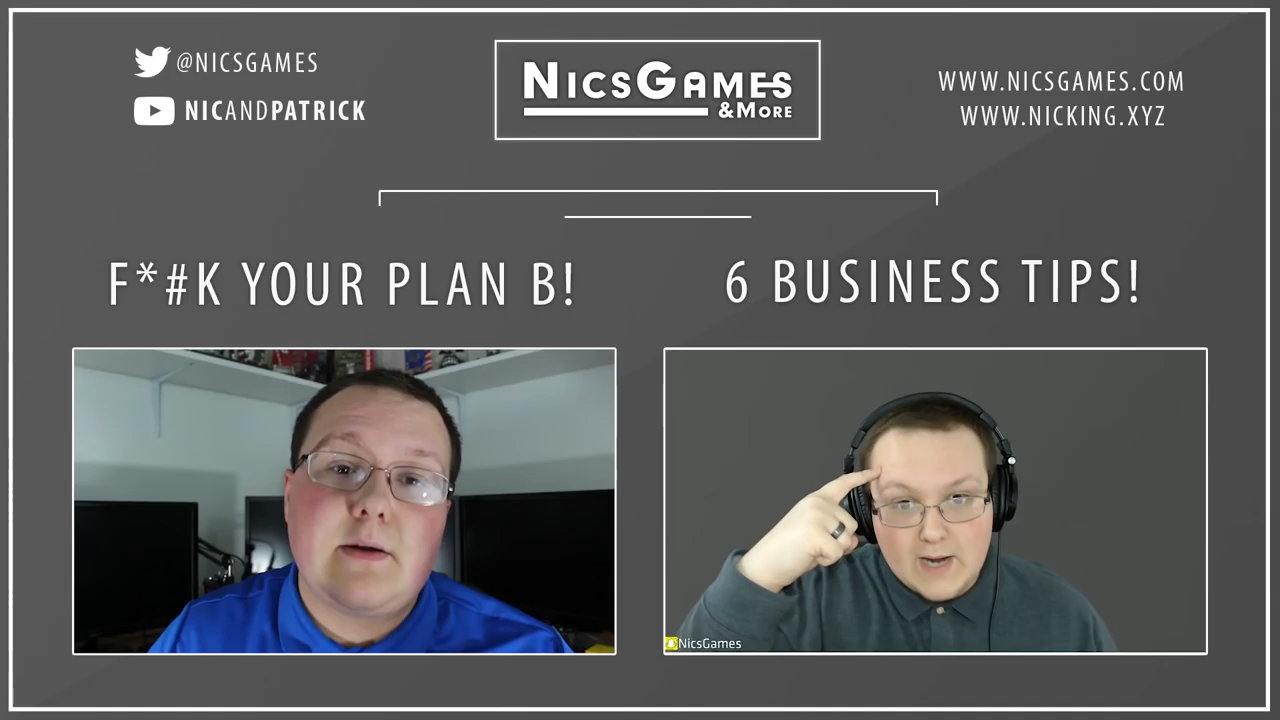 @NICSGAMES
NICANDPATRICK
NICSGAMES
&MORE
WWW.NICSGAMES.COM
WWW.NICKING.XYZ
F*#K YOUR PLAN B!
6 BUSINESS TIPS!
NicsGames